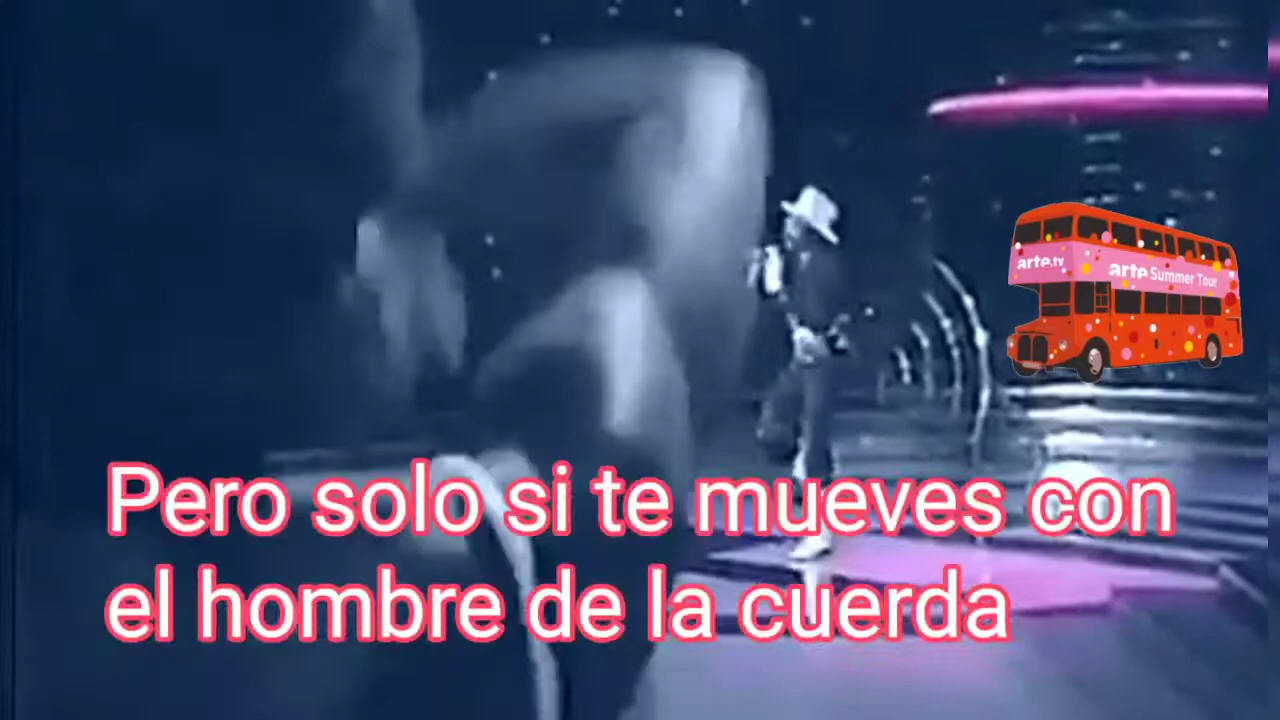 arte.tv
arte Summer Tour
Pero solo si te mueves con
el hombre de la cuerda